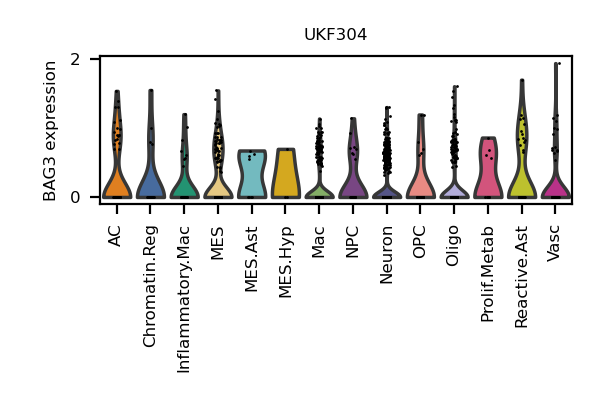 UKF304
BAG3 expression
2
0
AC
Chromatin.Reg
Inflammatory.Mac
MES
MES.Ast
MES.Hyp
Mac
NPC
Neuron
OPC
Oligo
Prolif.Metab
Reactive.Ast
Vasc